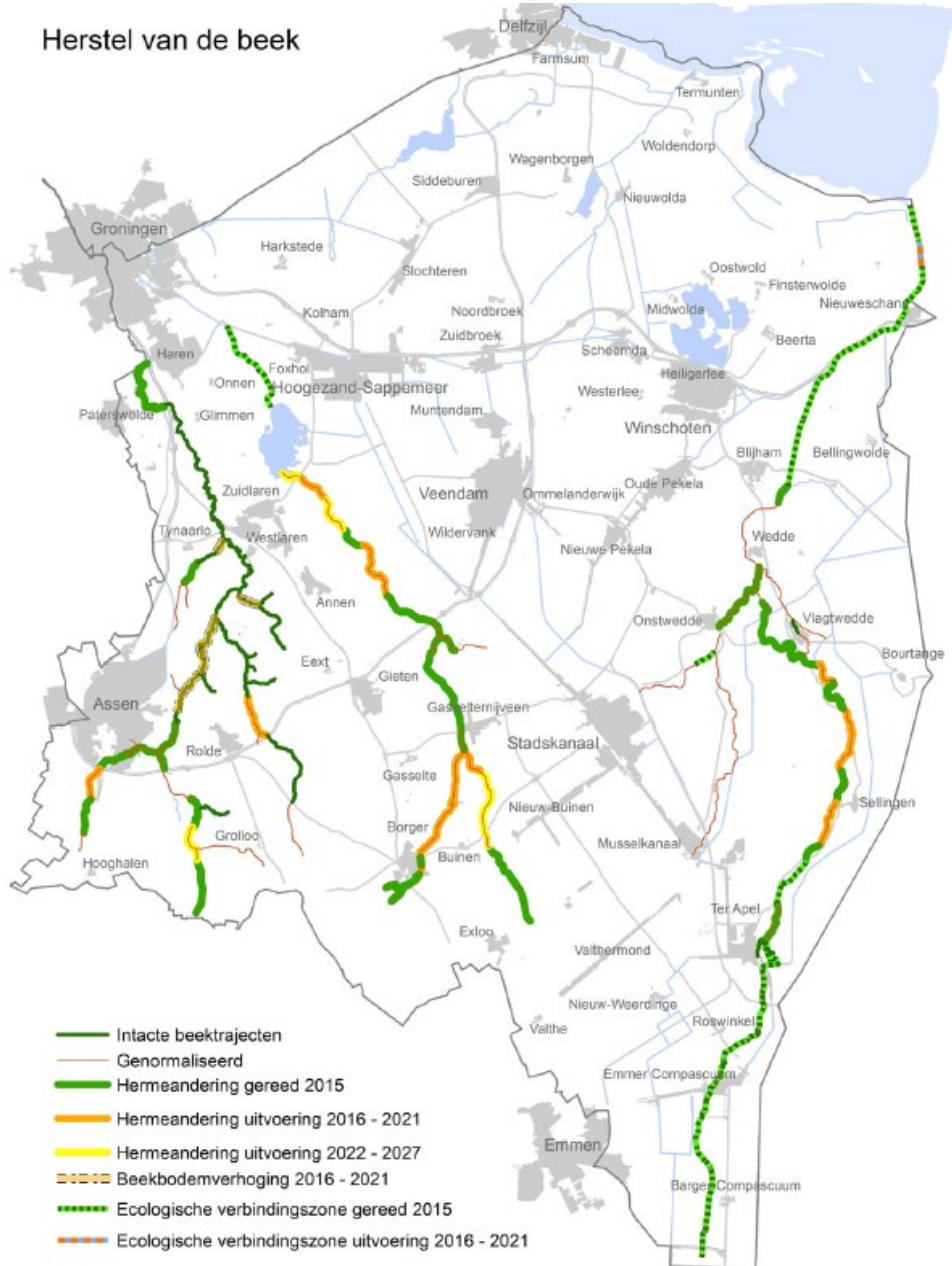 Herstel van de beek
Delfzijl
Farmsum
Termunten
Woldendorp
Wagenborgen
Siddeburen
Nieuwolda
Groningen
Harkstede
Slochteren
Oostwold
Finsterwolde
Nieuweschans
Kolham
Noordbroek
Midwolda
Zuidbroek
Beerta
Scheemda
Haren
Foxhol
Onnen
Heiligerlee
Hoogezand-Sappemeer
Westerlee
Paterswolde
Glimmen
Muntendam
Winschoten
Bellingwolde
Blijham
Oude Pekela
Zuidlaren
Veendam
Ommelanderwijk
Tynaarlo
Westlaren
Wildervank
Wedde
Nieuwe Pekela
Annen
Onstwedde
Vlagtwedde
Eext
Bourtange
Gieten
Assen
Gasselternijveen
Stadskanaal
Rolde
Gasselte
Nieuw-Buinen
Sellingen
Borger
Grolloo
Musselkanaal
Buinen
Hooghalen
Ter Apel
Exloo
Valthermond
Nieuw-Weerdinge
Roswinkel
Valthe
Emmer Compascuum
Emmen
Barger Compascuum
Intacte beektrajecten
Genormaliseerd
Hermeandering gereed 2015
Hermeandering uitvoering 2016 - 2021
Hermeandering uitvoering 2022 - 2027
Beekbodemverhoging 2016 - 2021
Ecologische verbindingszone gereed 2015
Ecologische verbindingszone uitvoering 2016 - 2021